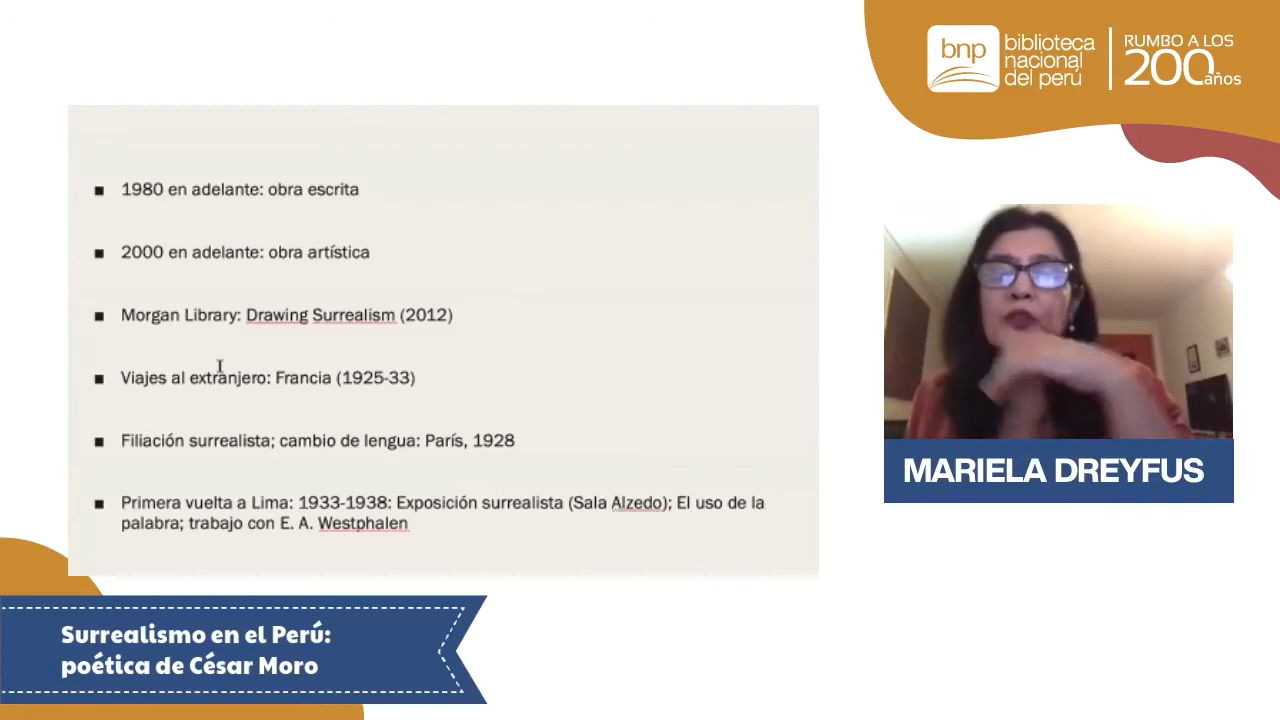 bnp
biblioteca
nacional
del perú
RUMBO A LOS
200
años
■ 1980 en adelante: obra escrita
■ 2000 en adelante: obra artística
■ Morgan Library: Drawing Surrealism (2012)
■ Viajes al extranjero: Francia (1925-33)
■ Filiación surrealista; cambio de lengua: París, 1928
■ Primera vuelta a Lima: 1933-1938: Exposición surrealista (Sala Alzedo); El uso de la
palabra; trabajo con E. A. Westphalen
MARIELA DREYFUS
Surrealismo en el Perú:
poética de César Moro